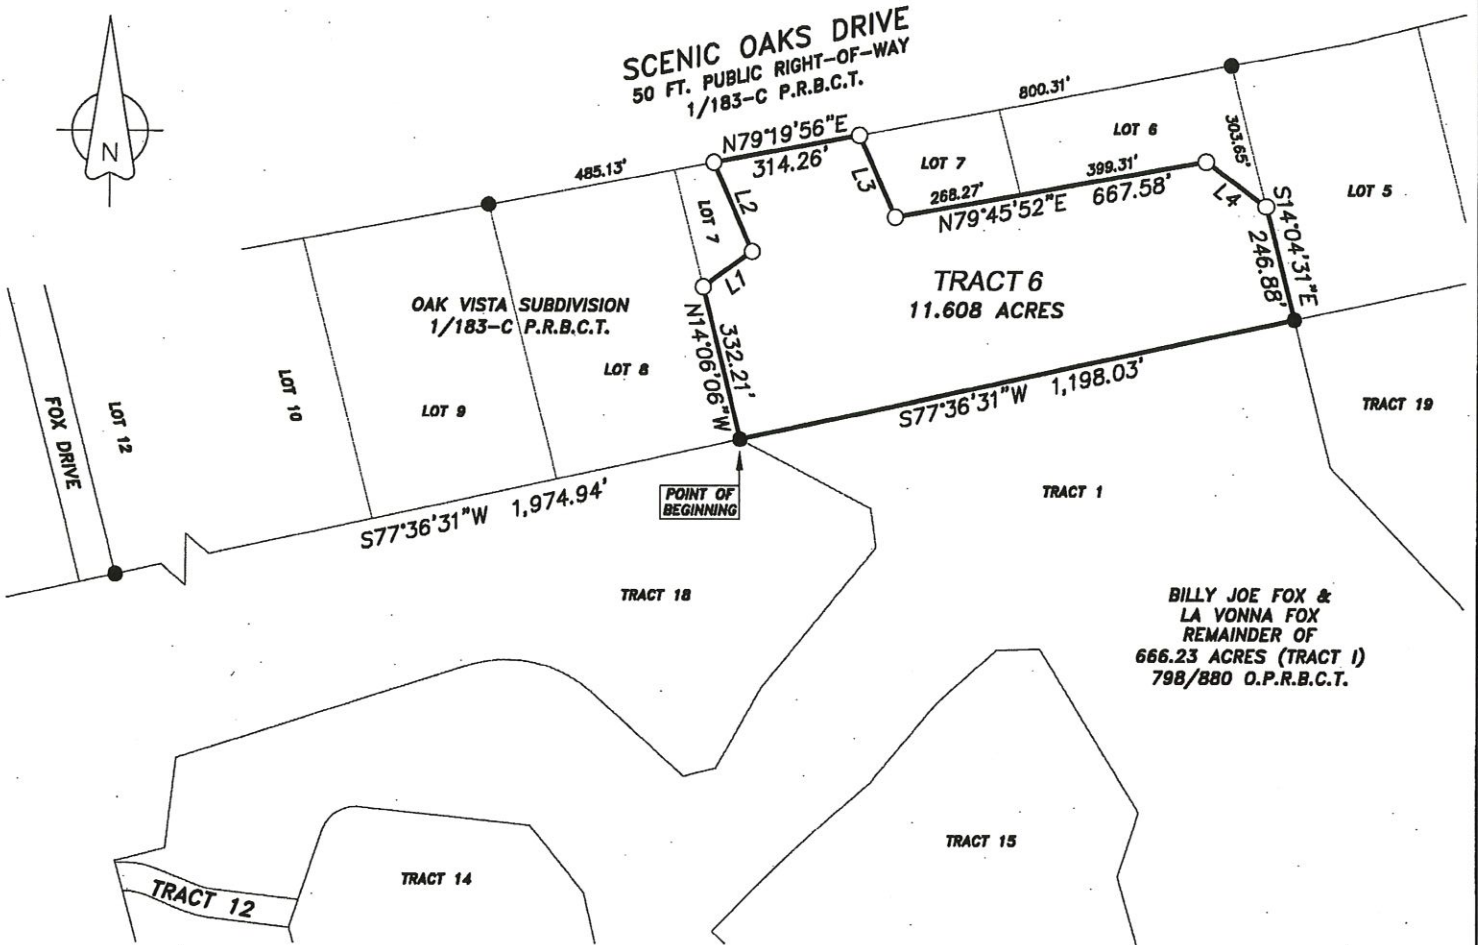 SCENIC OAKS DRIVE
50 FT. PUBLIC RIGHT-OF-WAY
1/183-C P.R.B.C.T.
N
485.13'
N79°19'56"E
314.26'
800.31'
303.65'
LOT 6
LOT 7
LOT 5
L3
268.27'
399.31'
N79°45'52"E 667.58'
L4
S14°04'31"E
246.88'
LOT 7
L2
L1
TRACT 6
11.608 ACRES
OAK VISTA SUBDIVISION
1/183-C P.R.B.C.T.
N14°06'06"W
332.21'
LOT 8
LOT 9
LOT 10
LOT 12
FOX DRIVE
S77°36'31"W 1,198.03'
TRACT 19
S77°36'31"W 1,974.94'
POINT OF
BEGINNING
TRACT 1
TRACT 18
BILLY JOE FOX &
LA VONNA FOX
REMAINDER OF
666.23 ACRES (TRACT I)
798/880 O.P.R.B.C.T.
TRACT 15
TRACT 14
TRACT 12